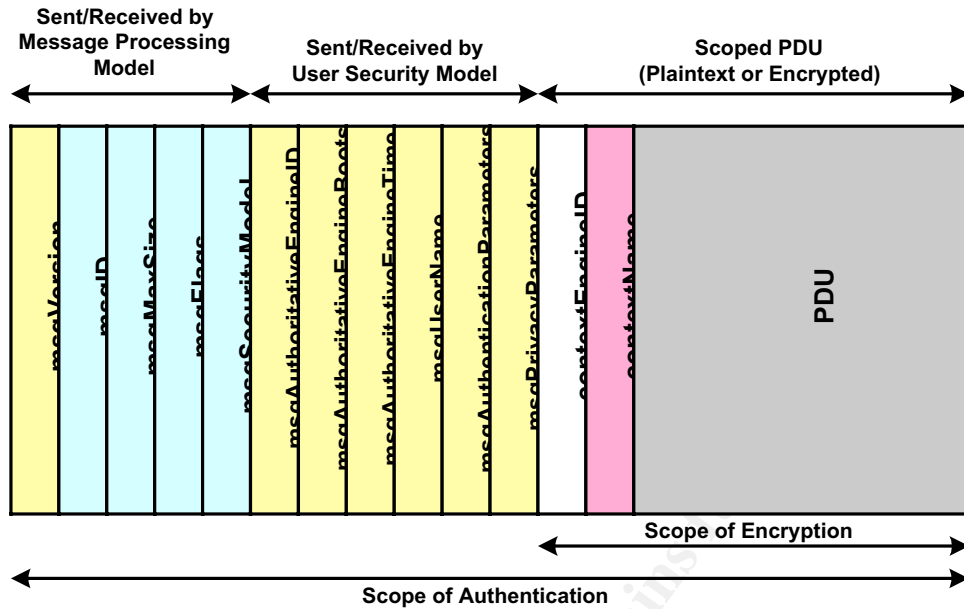 Sent/Received by
Message Processing
Model
Sent/Received by
User Security Model
Scoped PDU
(Plaintext or Encrypted)
msgVersion
msgID
msgMaxSize
msgFlags
msgSecurityModel
msgAuthoritativeEngineID
msgAuthoritativeEngineBoots
msgAuthoritativeEngineTime
msgUserName
msgAuthenticationParameters
msgPrivacyParameters
contextEngineID
contextName
PDU
Scope of Encryption
Scope of Authentication